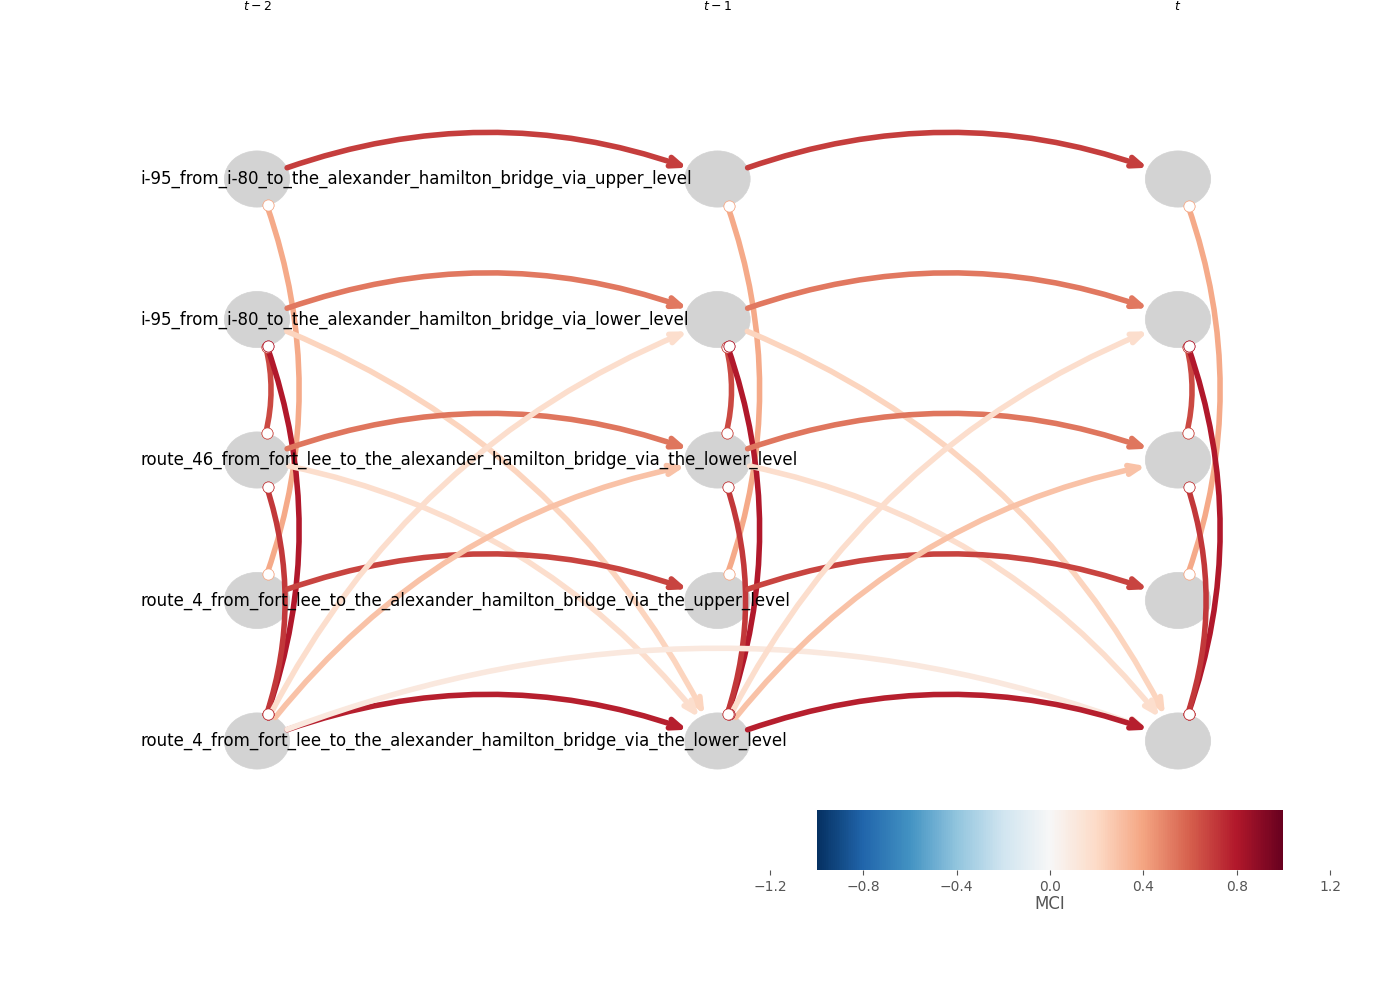 t − 2 t − 1 t
i-95_from_i-80_to_the_alexander_hamilton_bridge_via_upper_level
i-95_from_i-80_to_the_alexander_hamilton_bridge_via_lower_level
route_46_from_fort_lee_to_the_alexander_hamilton_bridge_via_the_lower_level
route_4_from_fort_lee_to_the_alexander_hamilton_bridge_via_the_upper_level
route_4_from_fort_lee_to_the_alexander_hamilton_bridge_via_the_lower_level
−1.2 −0.8 −0.4 0.0 0.4 0.8 1.2
MCI